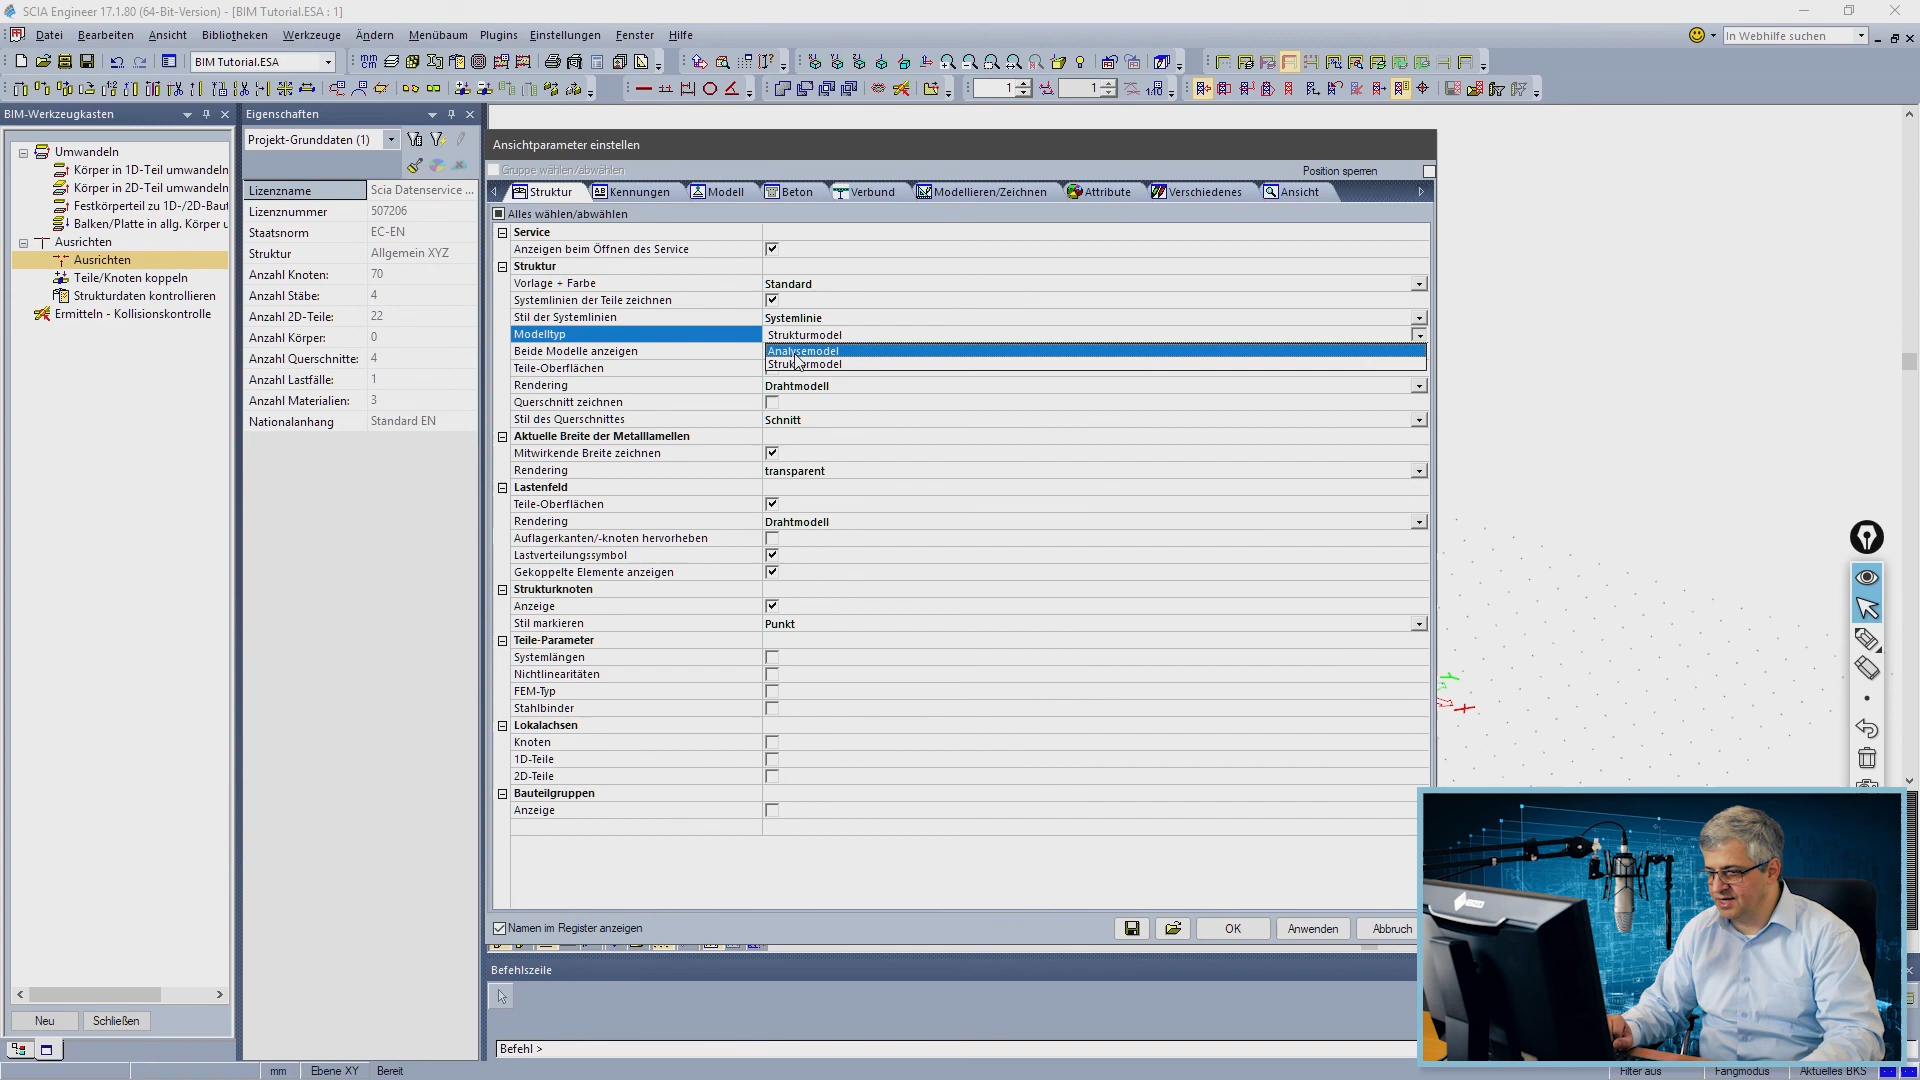 SCIA Engineer 17.1.80 (64-Bit-Version) - [BIM Tutorial.ESA : 1]
Datei Bearbeiten Ansicht Bibliotheken Werkzeuge Ändern Menübaum Plugins Einstellungen Fenster Hilfe
In Webhilfe suchen
BIM Tutorial.ESA
1
1
BIM-Werkzeugkasten
Umwandeln
Körper in 1D-Teil umwandeln
Körper in 2D-Teil umwandeln
Festkörperteil zu 1D-/2D-Baut
Balken/Platte in allg. Körper u
Ausrichten
Ausrichten
Teile/Knoten koppeln
Strukturdaten kontrollieren
Ermitteln - Kollisionskontrolle
Neu Schließen
Eigenschaften
Projekt-Grunddaten (1)
Lizenzname Scia Datenservice ...
Lizenznummer 507206
Staatsnorm EC-EN
Struktur Allgemein XYZ
Anzahl Knoten: 70
Anzahl Stäbe: 4
Anzahl 2D-Teile: 22
Anzahl Körper: 0
Anzahl Querschnitte: 4
Anzahl Lastfälle: 1
Anzahl Materialien: 3
Nationalanhang Standard EN
Ansichtparameter einstellen
Gruppe wählen/abwählen Position sperren
Struktur Kennungen Modell Beton Verbund Modellieren/Zeichnen Attribute Verschiedenes Ansicht
Alles wählen/abwählen
Service
Anzeigen beim Öffnen des Service
Struktur
Vorlage + Farbe Standard
Systemlinien der Teile zeichnen
Stil der Systemlinien Systemlinie
Modelltyp Strukturmodel
Beide Modelle anzeigen Analysemodel
Strukturmodel
Teile-Oberflächen
Rendering Drahtmodell
Querschnitt zeichnen
Stil des Querschnittes Schnitt
Aktuelle Breite der Metalllamellen
Mitwirkende Breite zeichnen
Rendering transparent
Lastenfeld
Teile-Oberflächen
Rendering Drahtmodell
Auflagerkanten/-knoten hervorheben
Lastverteilungssymbol
Gekoppelte Elemente anzeigen
Strukturknoten
Anzeige
Stil markieren Punkt
Teile-Parameter
Systemlängen
Nichtlinearitäten
FEM-Typ
Stahlbinder
Lokalachsen
Knoten
1D-Teile
2D-Teile
Bauteilgruppen
Anzeige
Namen im Register anzeigen OK Anwenden Abbruch
Befehlszeile
Befehl >
mm Ebene XY Bereit Filter aus Fangmodus Aktuelles BKS